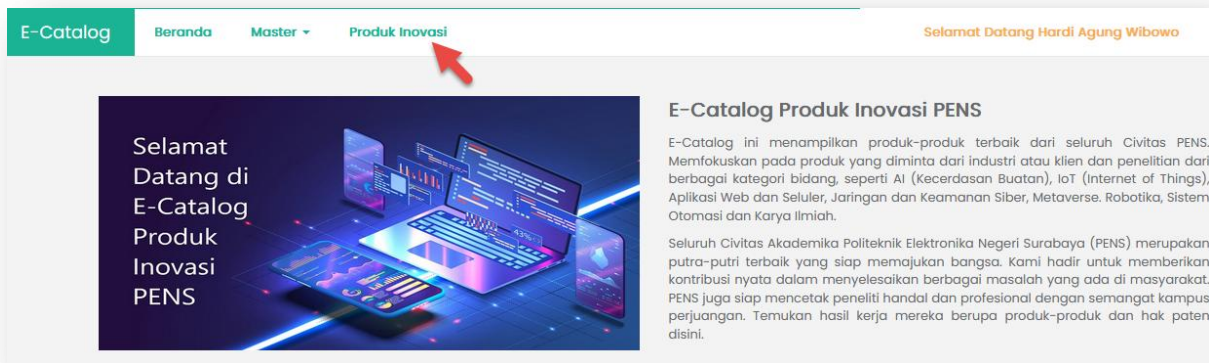 E-Catalog
Beranda
Master
Produk Inovasi
Selamat Datang Hardi Agung Wibowo
Selamat
Datang di
E-Catalog
Produk
Inovasi
PENS
43%
E-Catalog Produk Inovasi PENS
E-Catalog ini menampilkan produk-produk terbaik dari seluruh Civitas PENS.
Memfokuskan pada produk yang diminta dari industri atau klien dan penelitian dari
berbagai kategori bidang, seperti AI (Kecerdasan Buatan), IoT (Internet of Things),
Aplikasi Web dan Seluler, Jaringan dan Keamanan Siber, Metaverse. Robotika, Sistem
Otomasi dan Karya Ilmiah.
Seluruh Civitas Akademika Politeknik Elektronika Negeri Surabaya (PENS) merupakan
putra-putri terbaik yang siap memajukan bangsa. Kami hadir untuk memberikan
kontribusi nyata dalam menyelesaikan berbagai masalah yang ada di masyarakat.
PENS juga siap mencetak peneliti handal dan profesional dengan semangat kampus
perjuangan. Temukan hasil kerja mereka berupa produk-produk dan hak paten
disini.